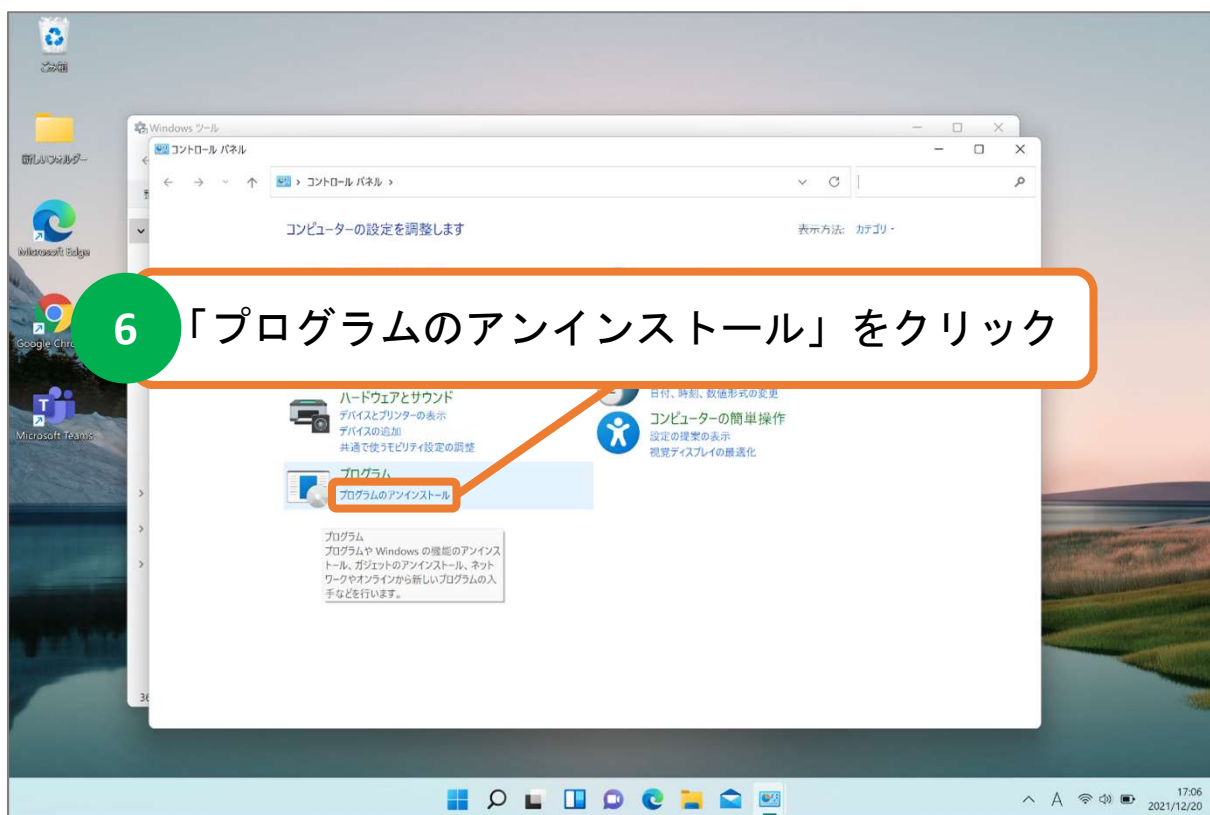 ごみ箱
新しいフォルダー
Microsoft Edge
Google Chro
Microsoft Teams
Windows ツール
コントロール パネル
コントロール パネル
コンピューターの設定を調整します
表示方法: カテゴリ
6
「プログラムのアンインストール」をクリック
ハードウェアとサウンド
デバイスとプリンターの表示
デバイスの追加
共通で使うモビリティ設定の調整
プログラム
プログラムのアンインストール
日付、時刻、数値形式の変更
コンピューターの簡単操作
設定の提案の表示
視覚ディスプレイの最適化
プログラム
プログラムや Windows の機能のアンインス
トール、ガジェットのアンインストール、ネット
ワークやオンラインから新しいプログラムの入
手などを行います。
36
A
17:06
2021/12/20